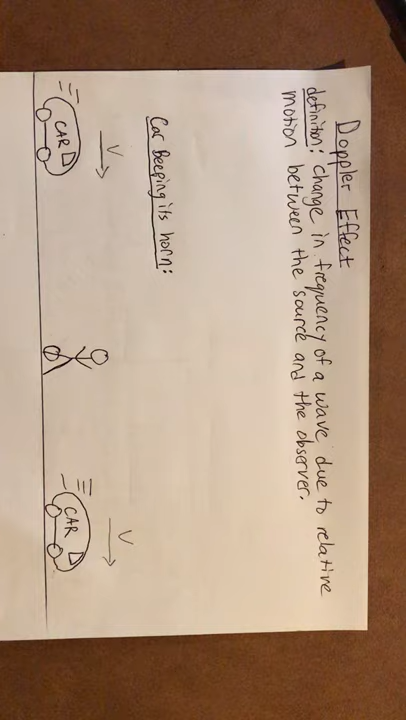 Doppler Effect
definition: change in frequency of a wave due to relative
motion between the source and the observer.
Car Beeping its horn:
V
V
CAR
CAR